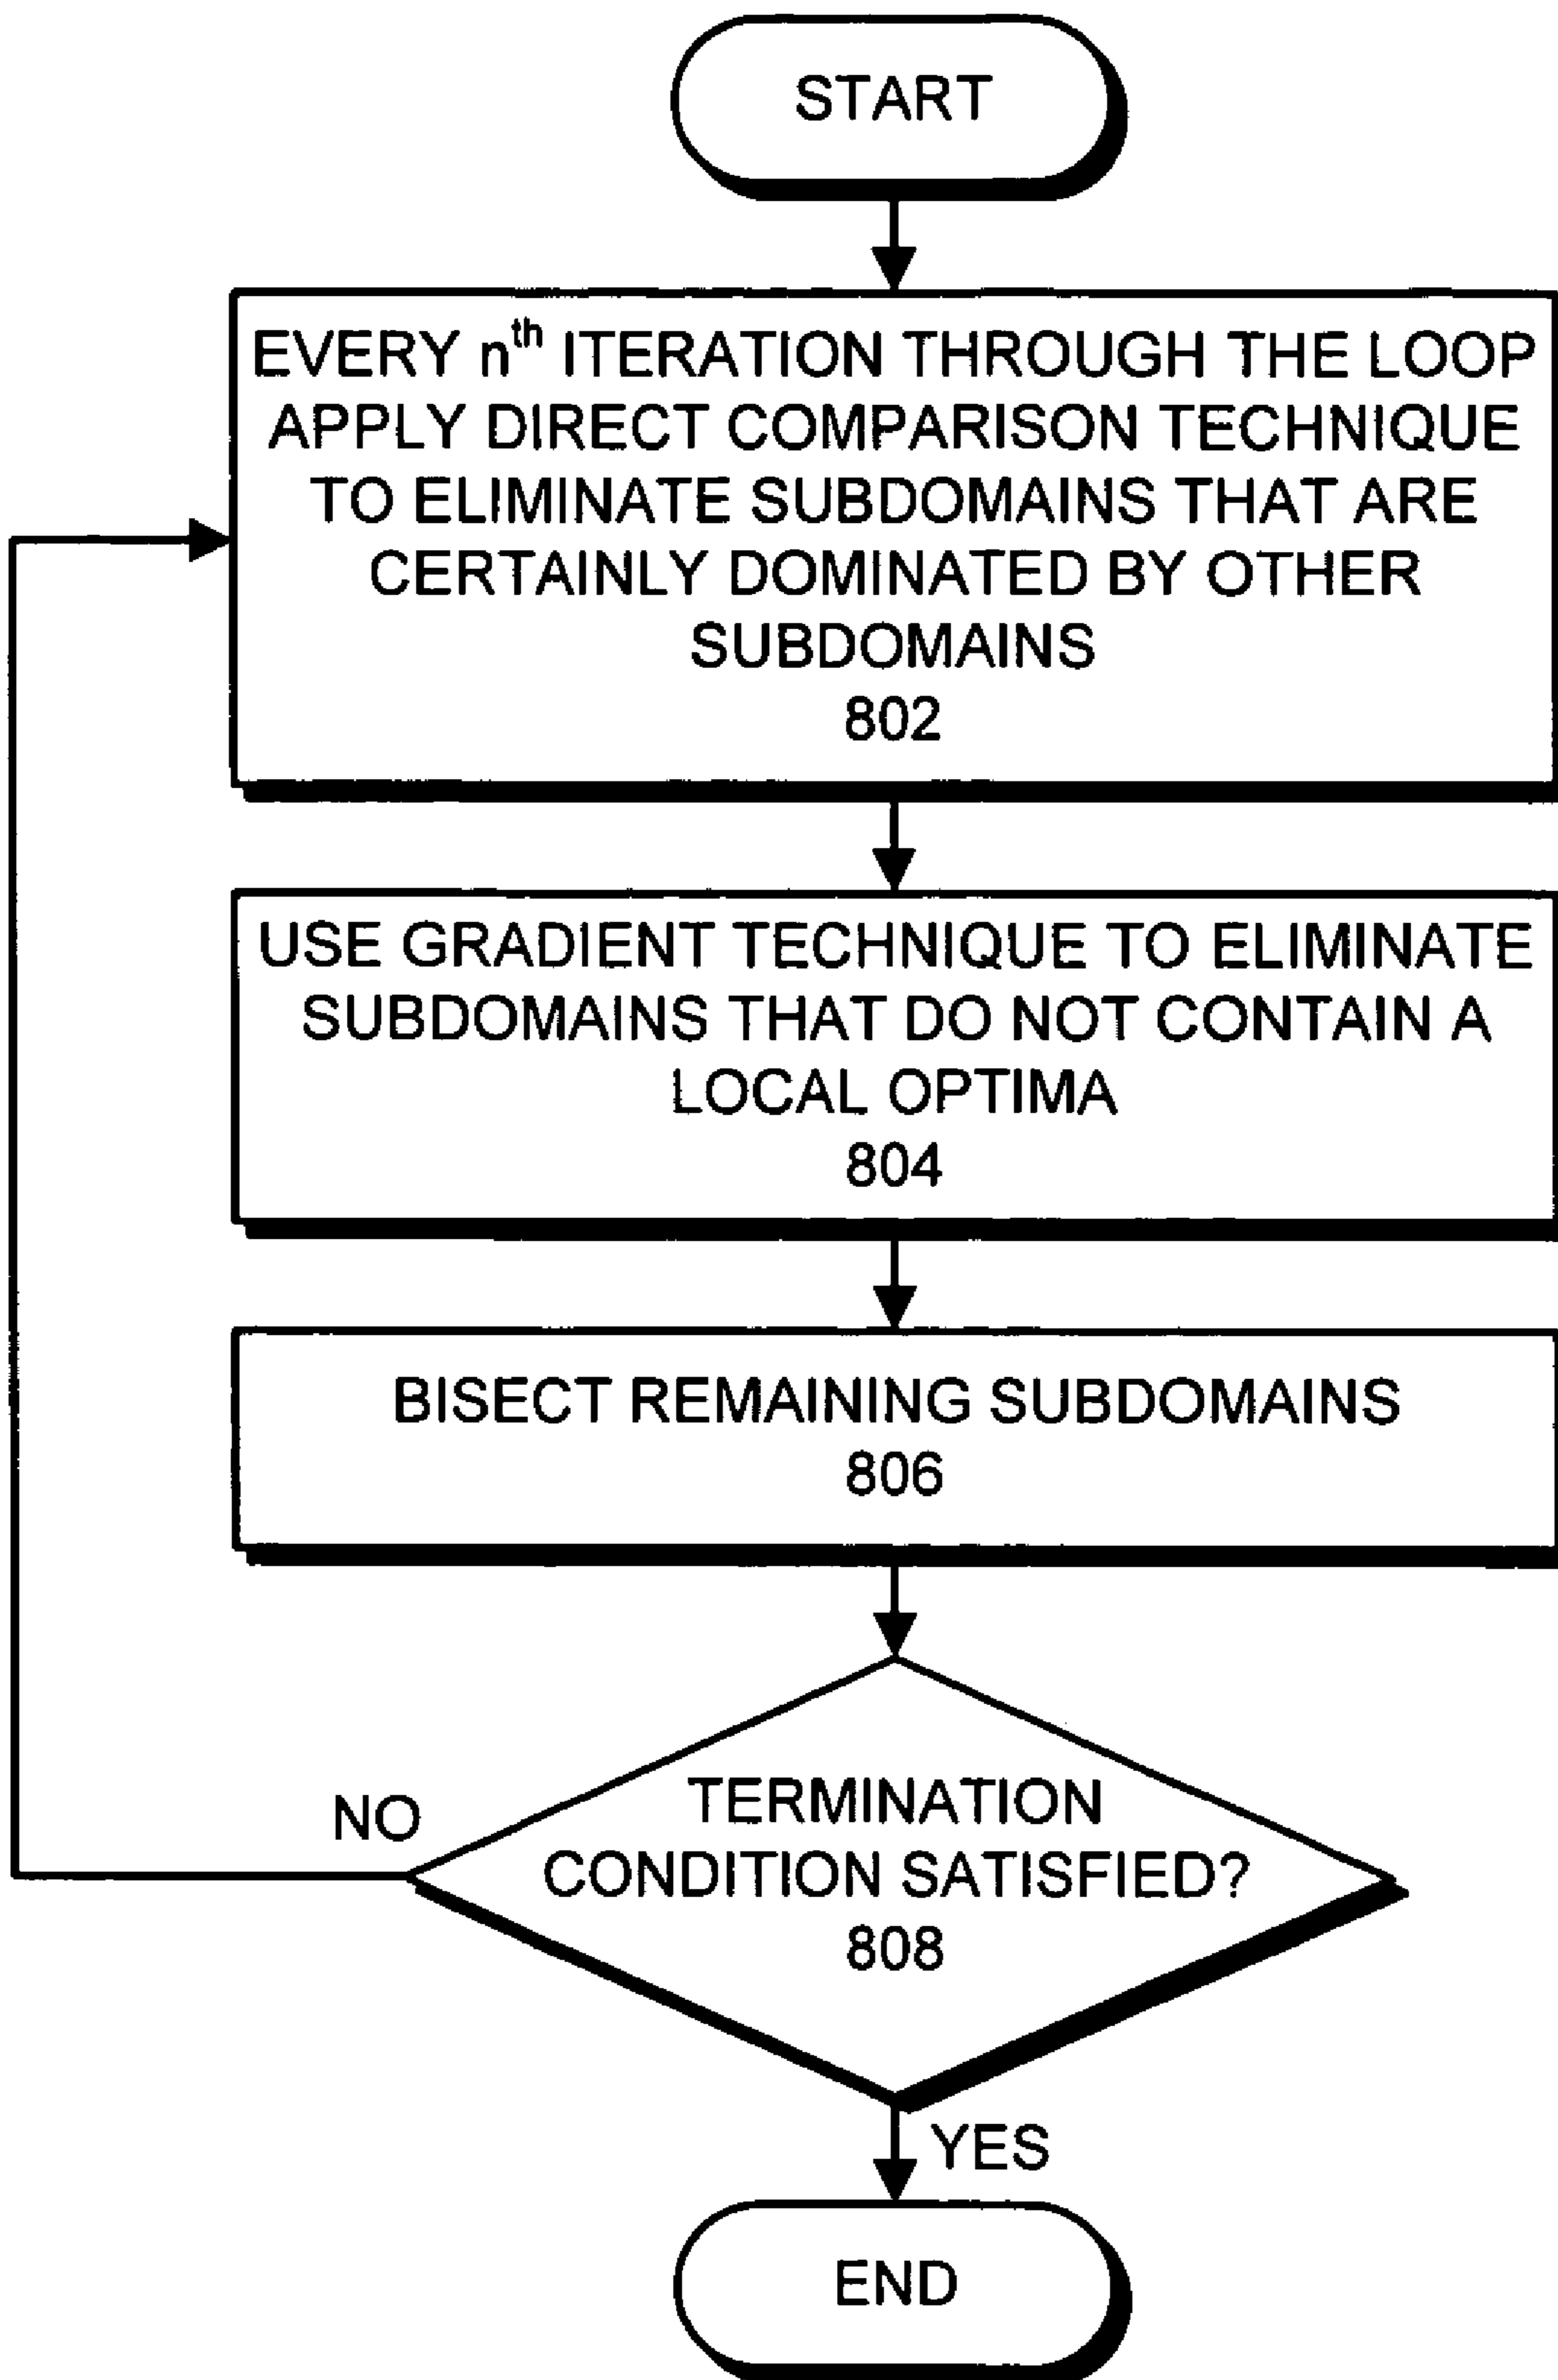 START
EVERY nth ITERATION THROUGH THE LOOP
APPLY DIRECT COMPARISON TECHNIQUE
TO ELIMINATE SUBDOMAINS THAT ARE
CERTAINLY DOMINATED BY OTHER
SUBDOMAINS
802
USE GRADIENT TECHNIQUE TO ELIMINATE
SUBDOMAINS THAT DO NOT CONTAIN A
LOCAL OPTIMA
804
BISECT REMAINING SUBDOMAINS
806
TERMINATION
CONDITION SATISFIED?
808
NO
YES
END